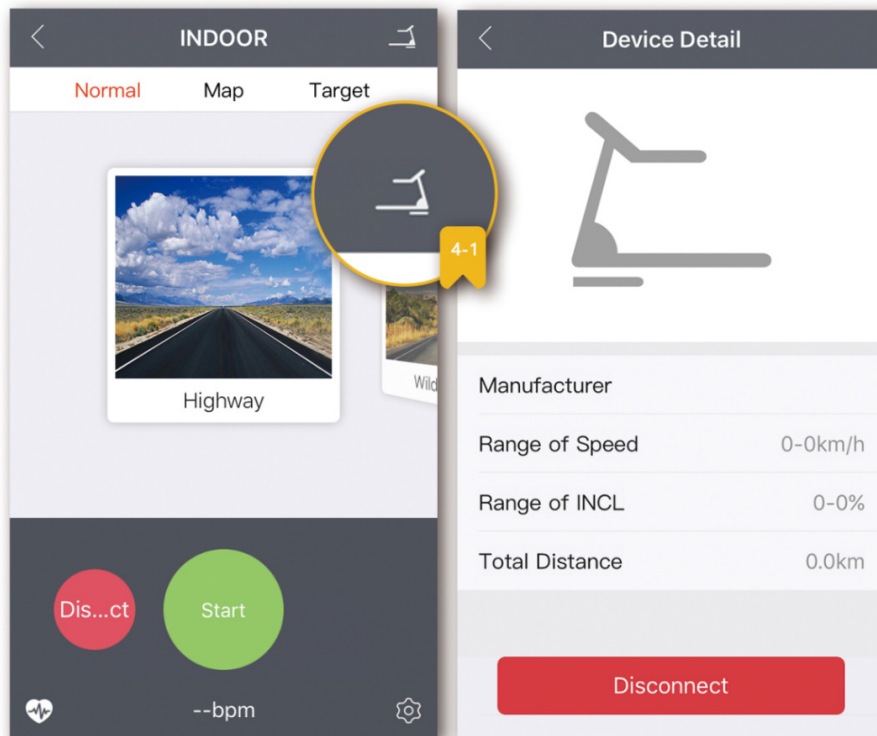 INDOOR
Normal Map Target
4-1
Highway
Wild
Dis...ct
Start
--bpm
Device Detail
Manufacturer
Range of Speed 0-0km/h
Range of INCL 0-0%
Total Distance 0.0km
Disconnect